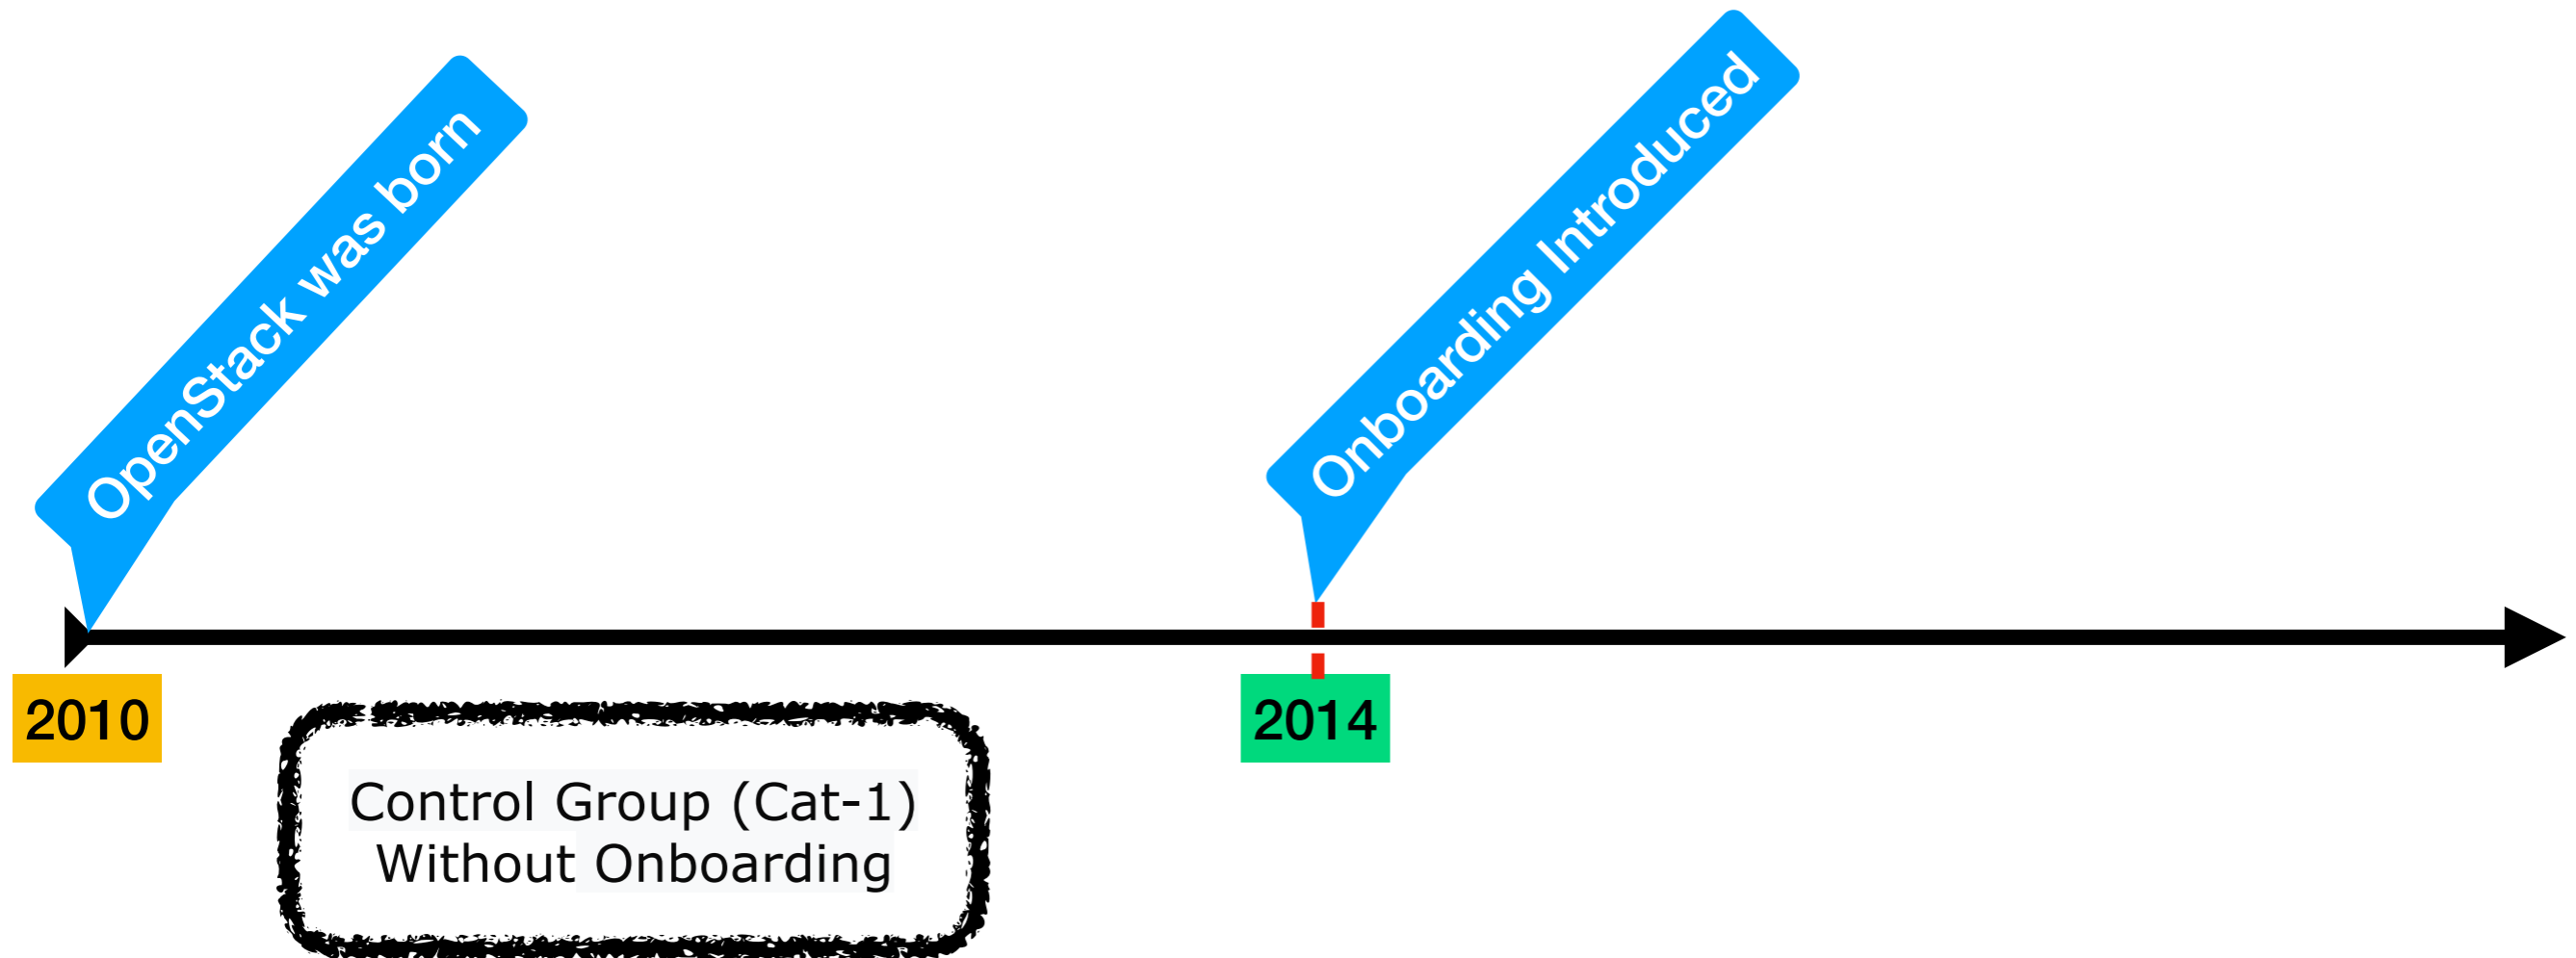 OpenStack was born
Onboarding Introduced
2010
2014
Control Group (Cat-1)
Without Onboarding